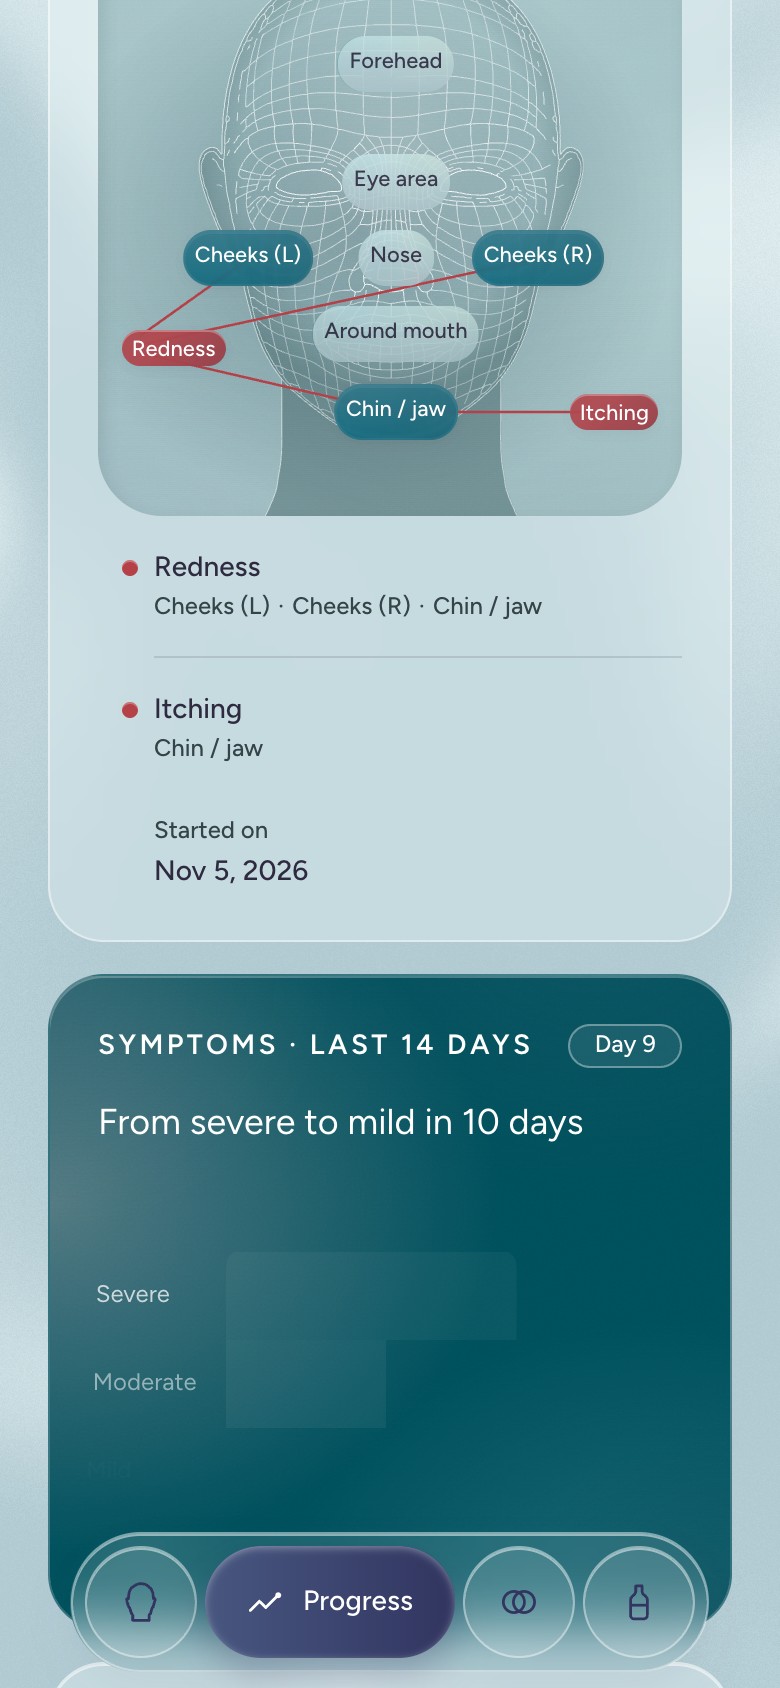 Forehead
Eye area
Cheeks (L)
Nose
Cheeks (R)
Around mouth
Redness
Chin / jaw
Itching
Redness
Cheeks (L) · Cheeks (R) · Chin / jaw
Itching
Chin / jaw
Started on
Nov 5, 2026
SYMPTOMS · LAST 14 DAYS
Day 9
From severe to mild in 10 days
Severe
Moderate
Mild
Progress